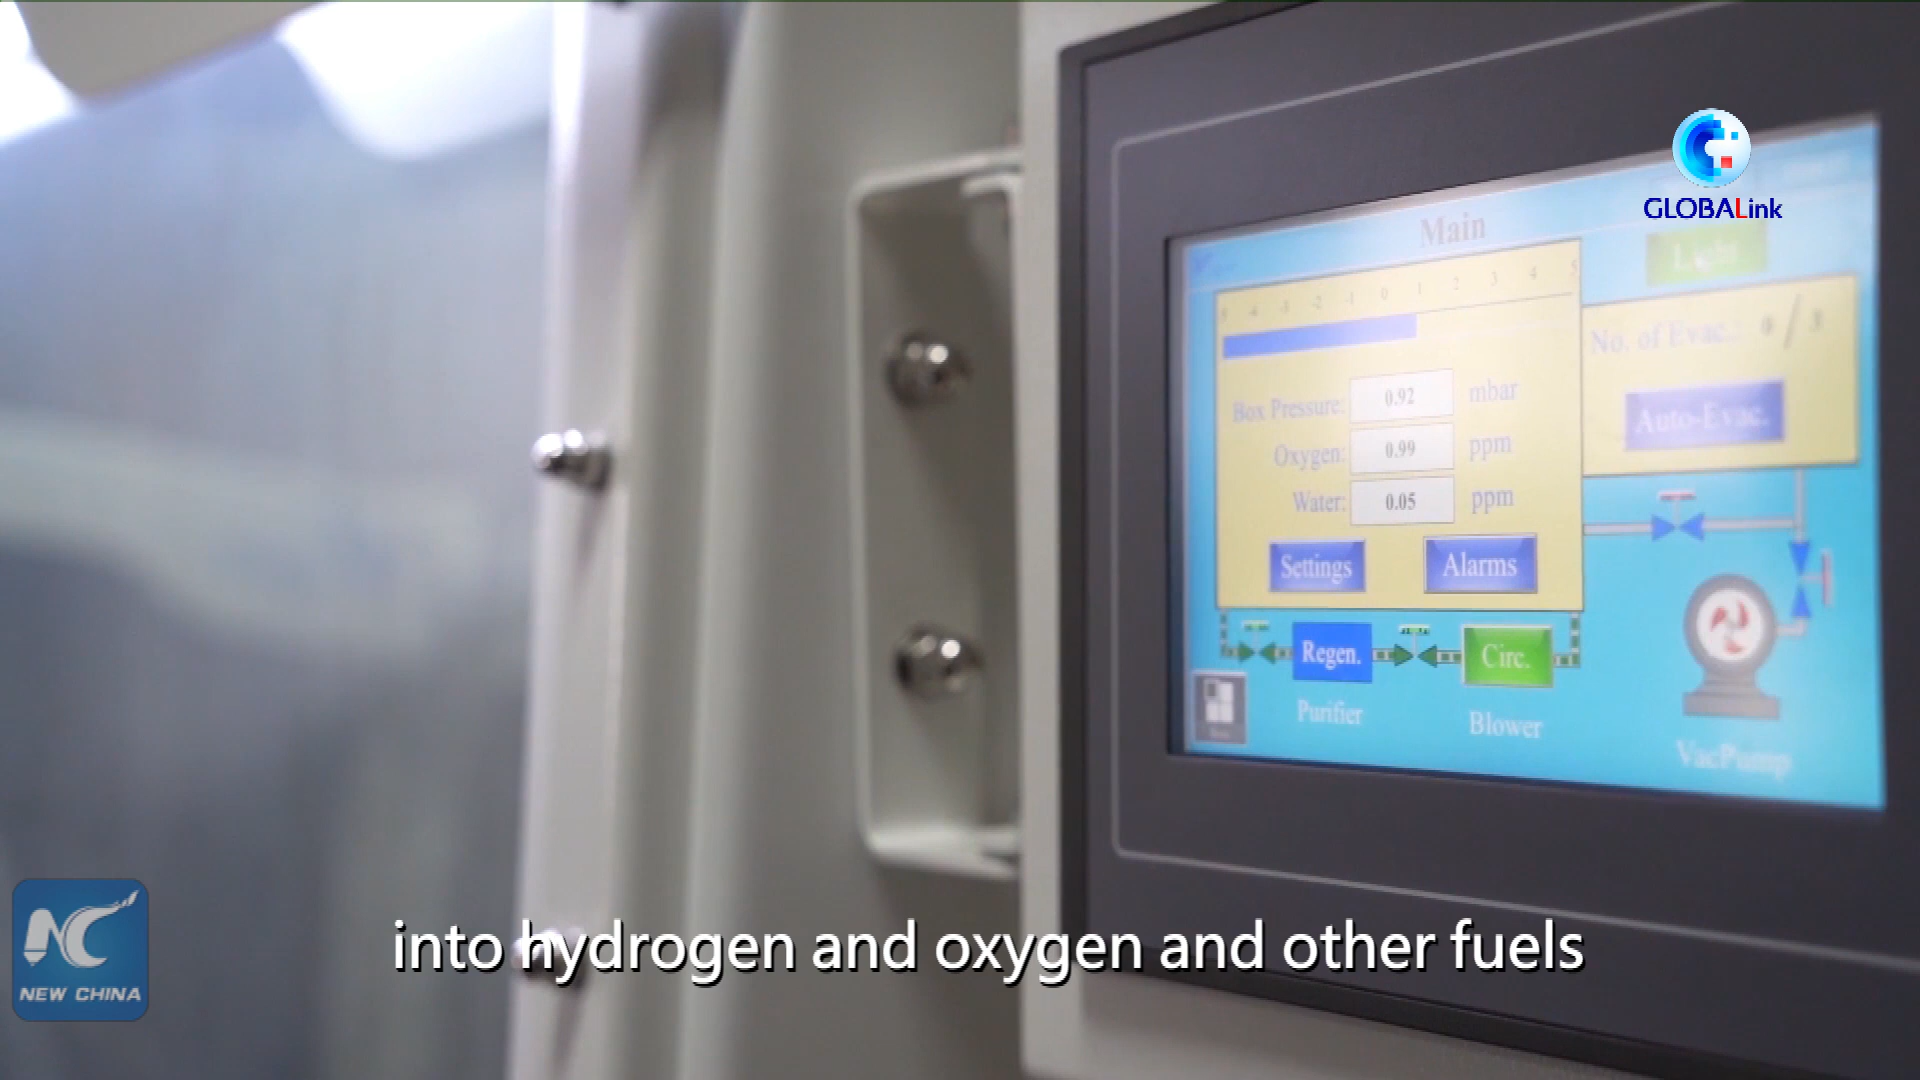 GLOBALink
Main
Light
5 -4 -3 -2 -1 0 1 2 3 4 5
No. of Evac.: 0 / 3
Auto-Evac.
Box Pressure: 0.92 mbar
Oxygen: 0.99 ppm
Water: 0.05 ppm
Settings Alarms
Regen. Circ.
Purifier Blower
VacPump
into hydrogen and oxygen and other fuels
NEW CHINA